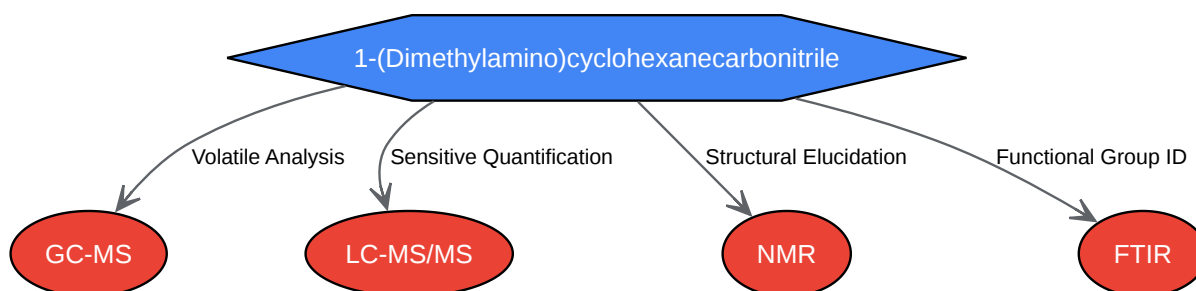 1-(Dimethylamino)cyclohexanecarbonitrile
Volatile Analysis
Sensitive Quantification
Structural Elucidation
Functional Group ID
GC-MS
LC-MS/MS
NMR
FTIR